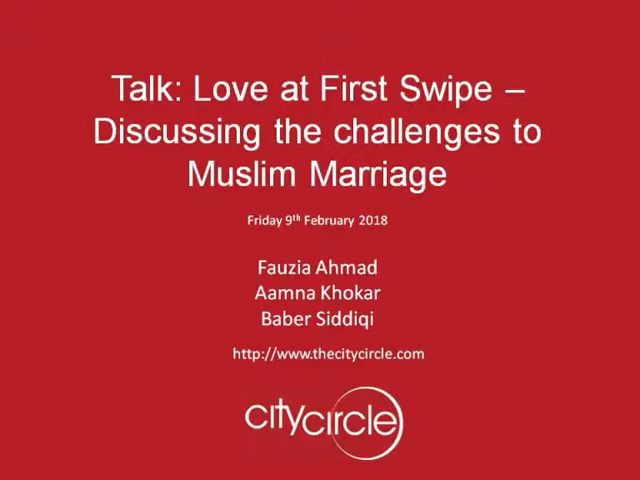 Talk: Love at First Swipe –
Discussing the challenges to
Muslim Marriage
Friday 9th February 2018
Fauzia Ahmad
Aamna Khokar
Baber Siddiqi
http://www.thecitycircle.com
citycircle